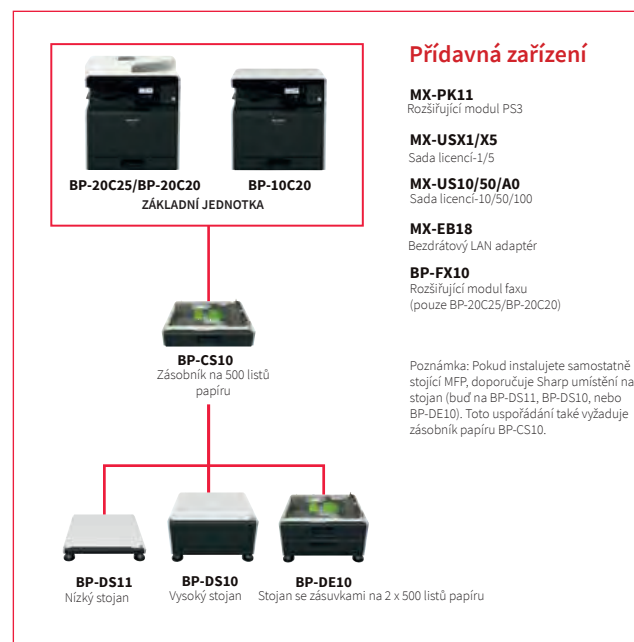 Přídavná zařízení
MX-PK11
Rozšiřující modul PS3
MX-USX1/X5
Sada licencí-1/5
MX-US10/50/A0
Sada licencí-10/50/100
MX-EB18
Bezdrátový LAN adaptér
BP-FX10
Rozšiřující modul faxu
(pouze BP-20C25/BP-20C20)
Poznámka: Pokud instalujete samostatně
stojící MFP, doporučuje Sharp umístění na
stojan (buď na BP-DS11, BP-DS10, nebo
BP-DE10). Toto uspořádání také vyžaduje
zásobník papíru BP-CS10.
BP-20C25/BP-20C20
BP-10C20
ZÁKLADNÍ JEDNOTKA
BP-CS10
Zásobník na 500 listů
papíru
BP-DS11
Nízký stojan
BP-DS10
Vysoký stojan
BP-DE10
Stojan se zásuvkami na 2 x 500 listů papíru